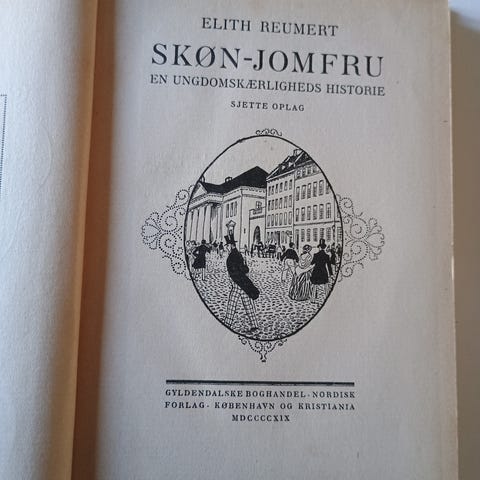 ELITH REUMERT
SKØN-JOMFRU
EN UNGDOMSKÆRLIGHEDS HISTORIE
SJETTE OPLAG
GYLDENDALSKE BOGHANDEL · NORDISK
FORLAG · KØBENHAVN OG KRISTIANIA
MDCCCCXIX